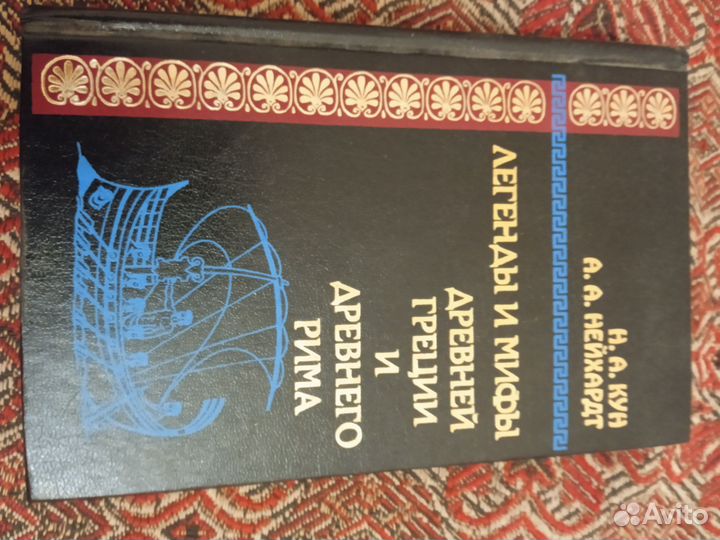 Н. А. КУН
А. А. НЕЙХАРДТ
ЛЕГЕНДЫ И МИФЫ
ДРЕВНЕЙ
ГРЕЦИИ
И
ДРЕВНЕГО
РИМА
Avito